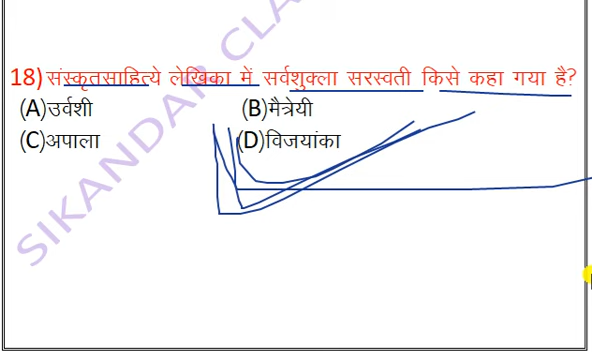 18) संस्कृतसाहित्ये लेखिका में सर्वशुक्ला सरस्वती किसे कहा गया है?
(A)उर्वशी (B)मैत्रेयी
(C)अपाला (D)विजयांका
SIKANDAR CLA